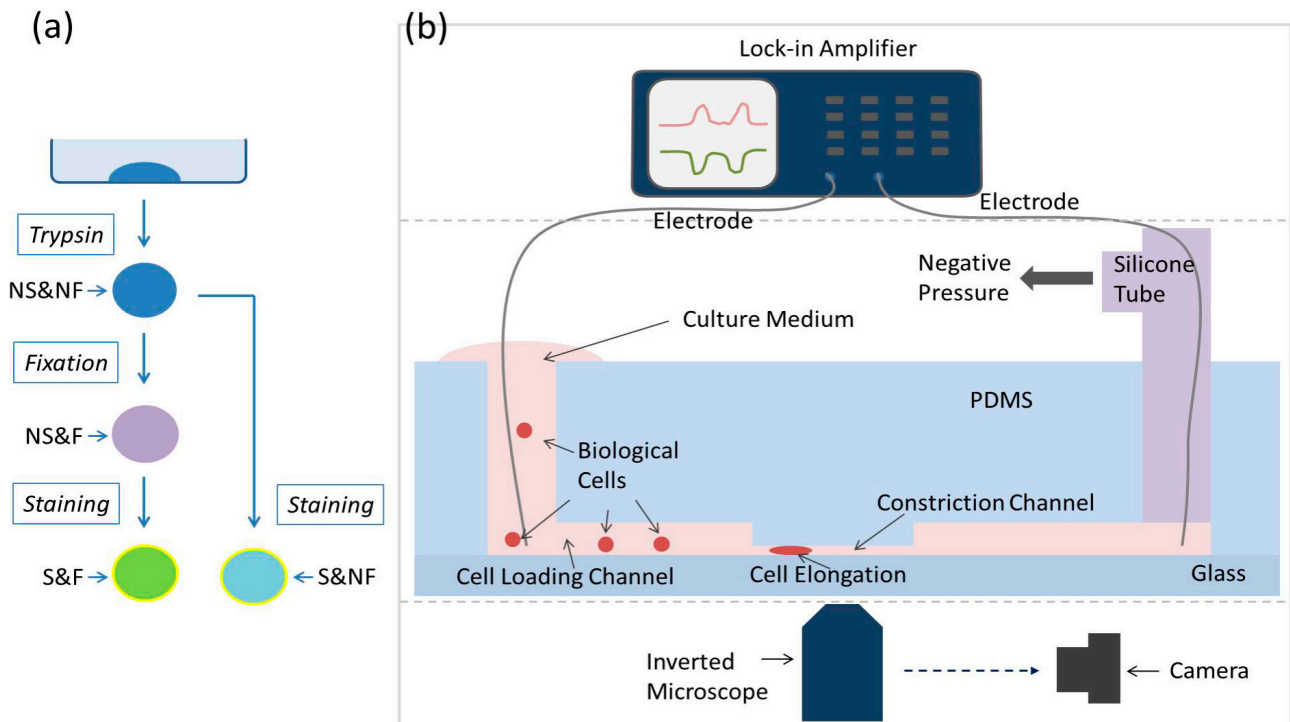 (a)
Trypsin
NS&NF
Fixation
NS&F
Staining
Staining
S&F
S&NF
(b)
Lock-in Amplifier
Electrode
Electrode
Negative
Pressure
Silicone
Tube
Culture Medium
PDMS
Biological
Cells
Constriction Channel
Cell Loading Channel
Cell Elongation
Glass
Inverted
Microscope
Camera